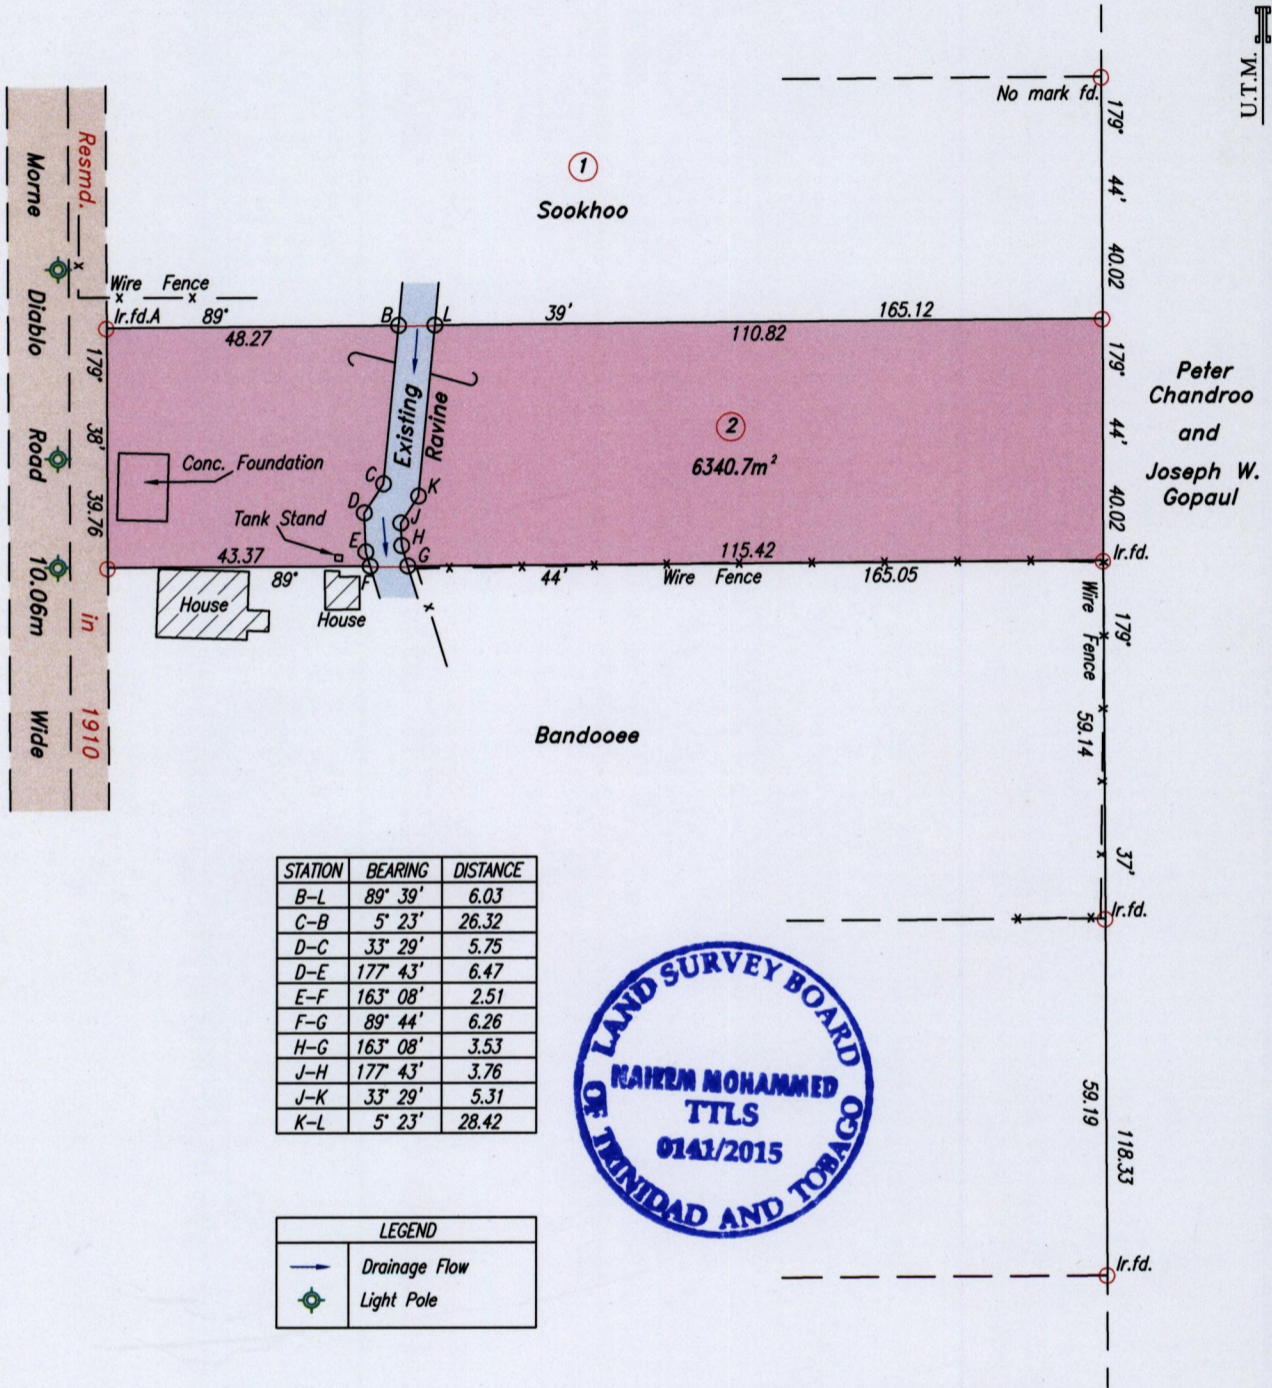 U.T.M.
No mark fd.
179° 44' 40.02
1
Sookhoo
Resmd. in 1910
Morne Diablo Road 10.06m Wide
Wire Fence
Ir.fd.A 89° B L 39' 165.12
48.27 110.82
179° 38' 39.76
179° 44' 40.02
Peter
Chandroo
and
Joseph W.
Gopaul
Existing
Ravine
2
6340.7m²
Conc. Foundation
C
K
D
J
Tank Stand
E
H
43.37
F
G
115.42
Ir.fd.
89° 44' Wire Fence 165.05
House
House
Wire Fence
179° 37'
59.14
Bandooee
Ir.fd.
STATION BEARING DISTANCE
B-L 89° 39' 6.03
C-B 5° 23' 26.32
D-C 33° 29' 5.75
D-E 177° 43' 6.47
E-F 163° 08' 2.51
F-G 89° 44' 6.26
H-G 163° 08' 3.53
J-H 177° 43' 3.76
J-K 33° 29' 5.31
K-L 5° 23' 28.42
LAND SURVEY BOARD
NAHEEM MOHAMMED
TTLS
0141/2015
OF TRINIDAD AND TOBAGO
59.19
118.33
Ir.fd.
LEGEND
Drainage Flow
Light Pole